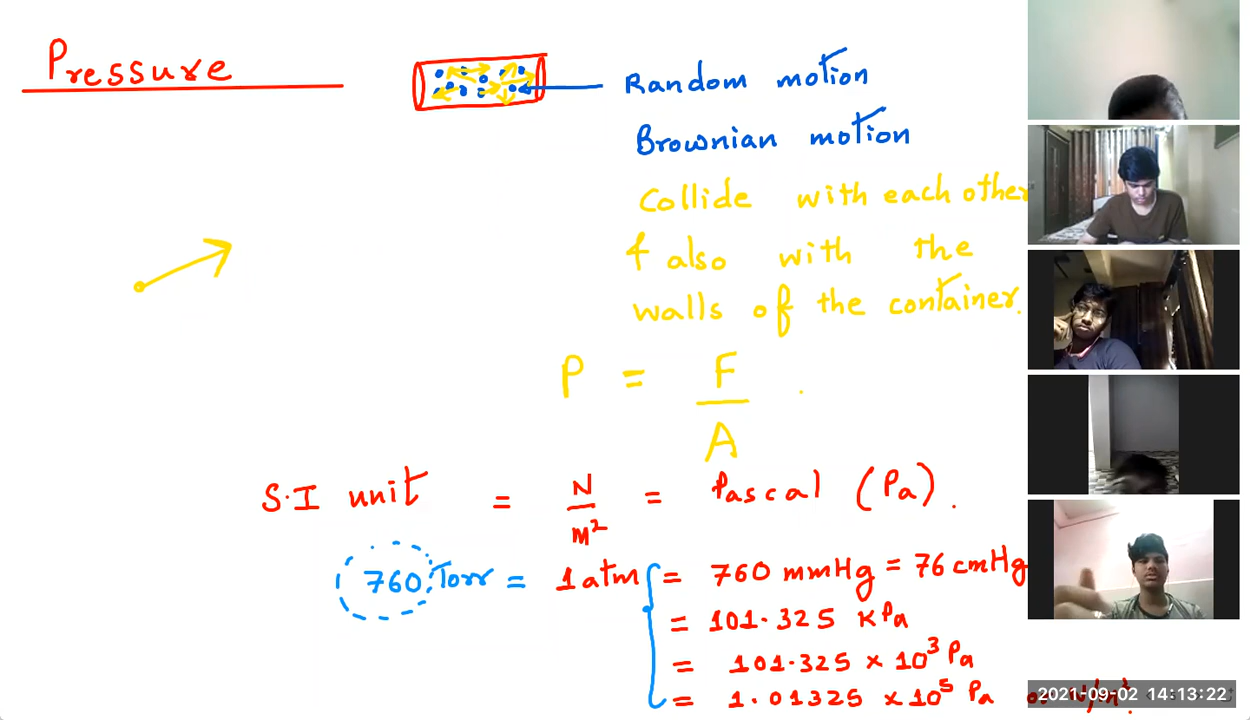 Pressure
Random motion
Brownian motion
Collide with each other
& also with the
walls of the container.
P = F
A
S.I unit = N = Pascal (Pa).
M²
760 Torr = 1 atm = 760 mmHg = 76 cmHg
= 101.325 KPa
= 101.325 × 10³ Pa
= 1.01325 × 10⁵ Pa or N/m².
2021-09-02 14:13:22